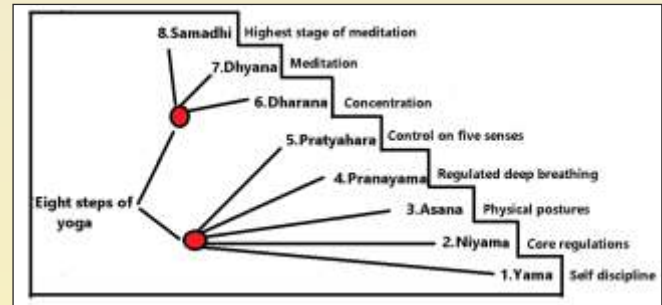 8.Samadhi Highest stage of meditation
7.Dhyana Meditation
6.Dharana Concentration
5.Pratyahara Control on five senses
4.Pranayama Regulated deep breathing
Eight steps of
yoga
3.Asana Physical postures
2.Niyama Core regulations
1.Yama Self discipline